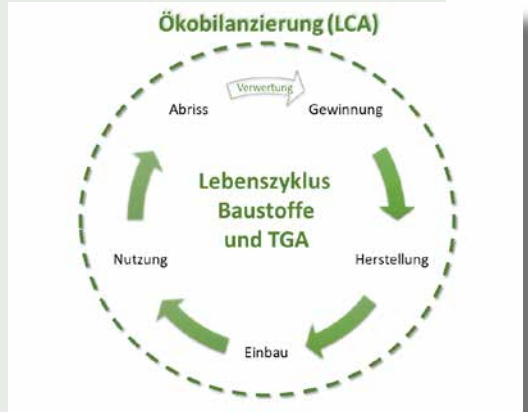 Ökobilanzierung (LCA)
Verwertung
Abriss
Gewinnung
Lebenszyklus
Baustoffe
und TGA
Nutzung
Herstellung
Einbau